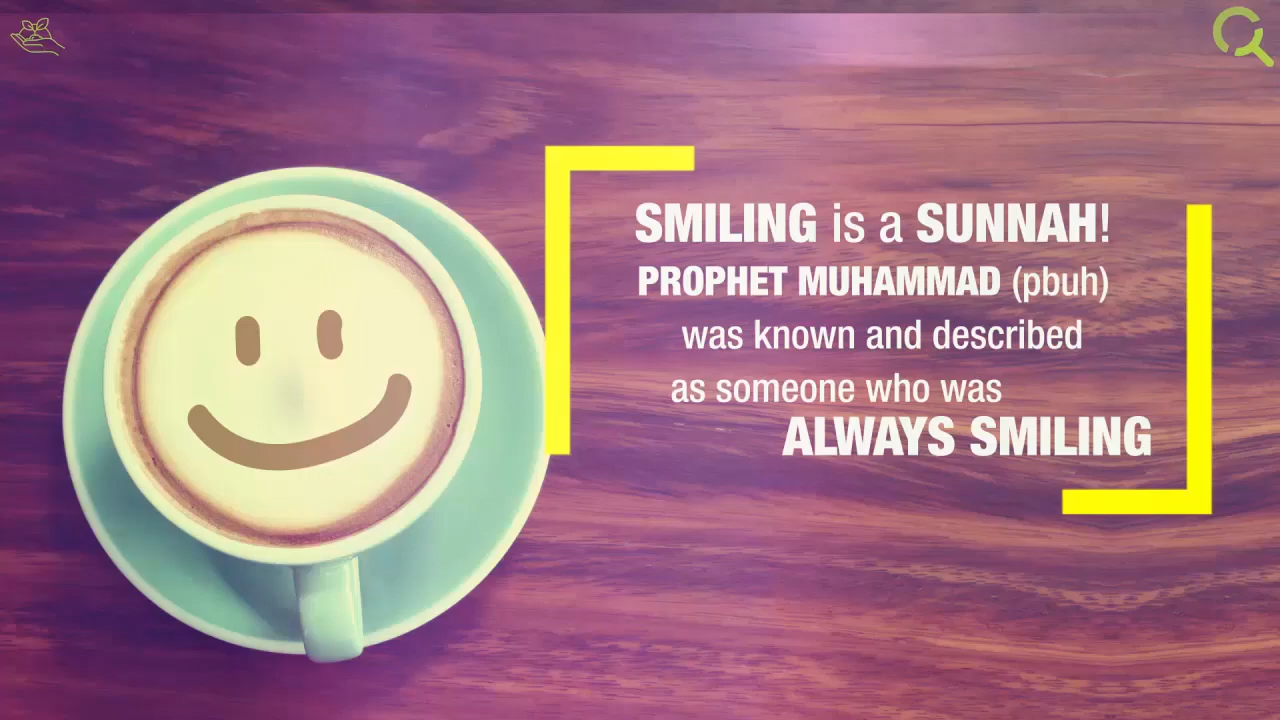 SMILING is a SUNNAH!
PROPHET MUHAMMAD (pbuh)
was known and described
as someone who was
ALWAYS SMILING